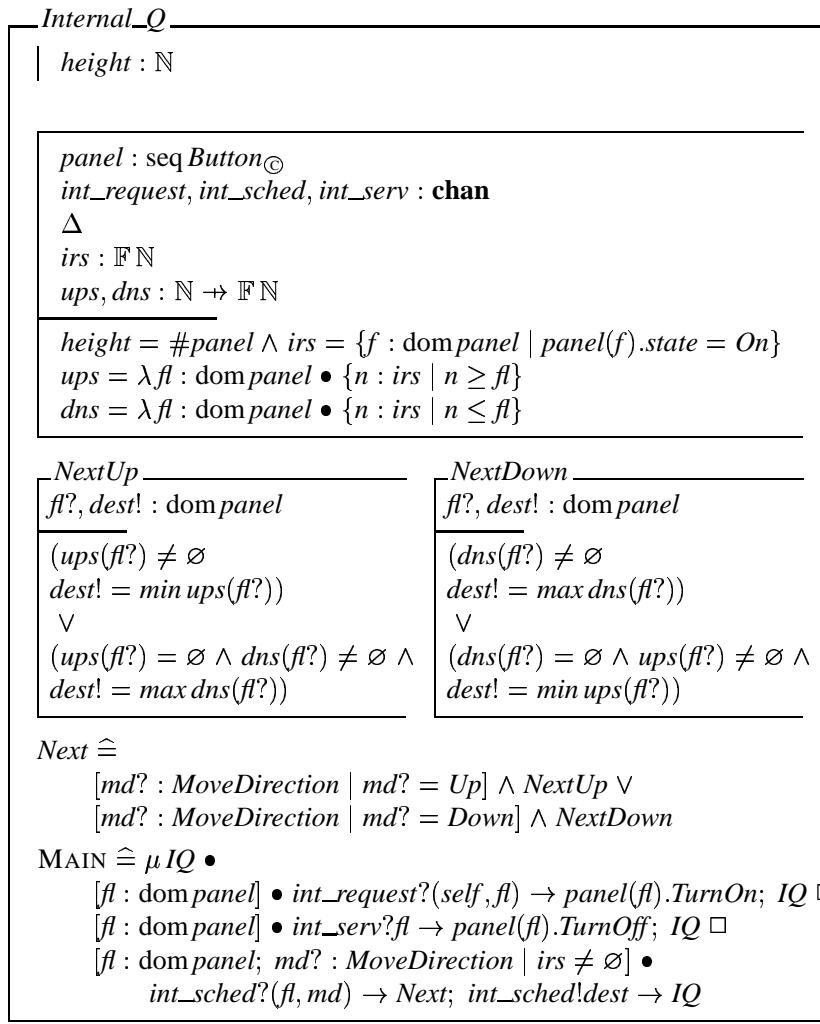 Internal_Q
height : ℕ
panel : seq Button©
int_request, int_sched, int_serv : chan
Δ
irs : 𝔽 ℕ
ups, dns : ℕ ⇸ 𝔽 ℕ
height = #panel ∧ irs = {f : dom panel | panel(f).state = On}
ups = λ fl : dom panel • {n : irs | n ≥ fl}
dns = λ fl : dom panel • {n : irs | n ≤ fl}
NextUp
fl?, dest! : dom panel
(ups(fl?) ≠ ∅
dest! = min ups(fl?))
∨
(ups(fl?) = ∅ ∧ dns(fl?) ≠ ∅ ∧
dest! = max dns(fl?))
NextDown
fl?, dest! : dom panel
(dns(fl?) ≠ ∅
dest! = max dns(fl?))
∨
(dns(fl?) = ∅ ∧ ups(fl?) ≠ ∅ ∧
dest! = min ups(fl?))
Next ≙
[md? : MoveDirection | md? = Up] ∧ NextUp ∨
[md? : MoveDirection | md? = Down] ∧ NextDown
MAIN ≙ μ IQ •
[fl : dom panel] • int_request?(self, fl) → panel(fl).TurnOn; IQ □
[fl : dom panel] • int_serv?fl → panel(fl).TurnOff; IQ □
[fl : dom panel; md? : MoveDirection | irs ≠ ∅] •
int_sched?(fl, md) → Next; int_sched!dest → IQ